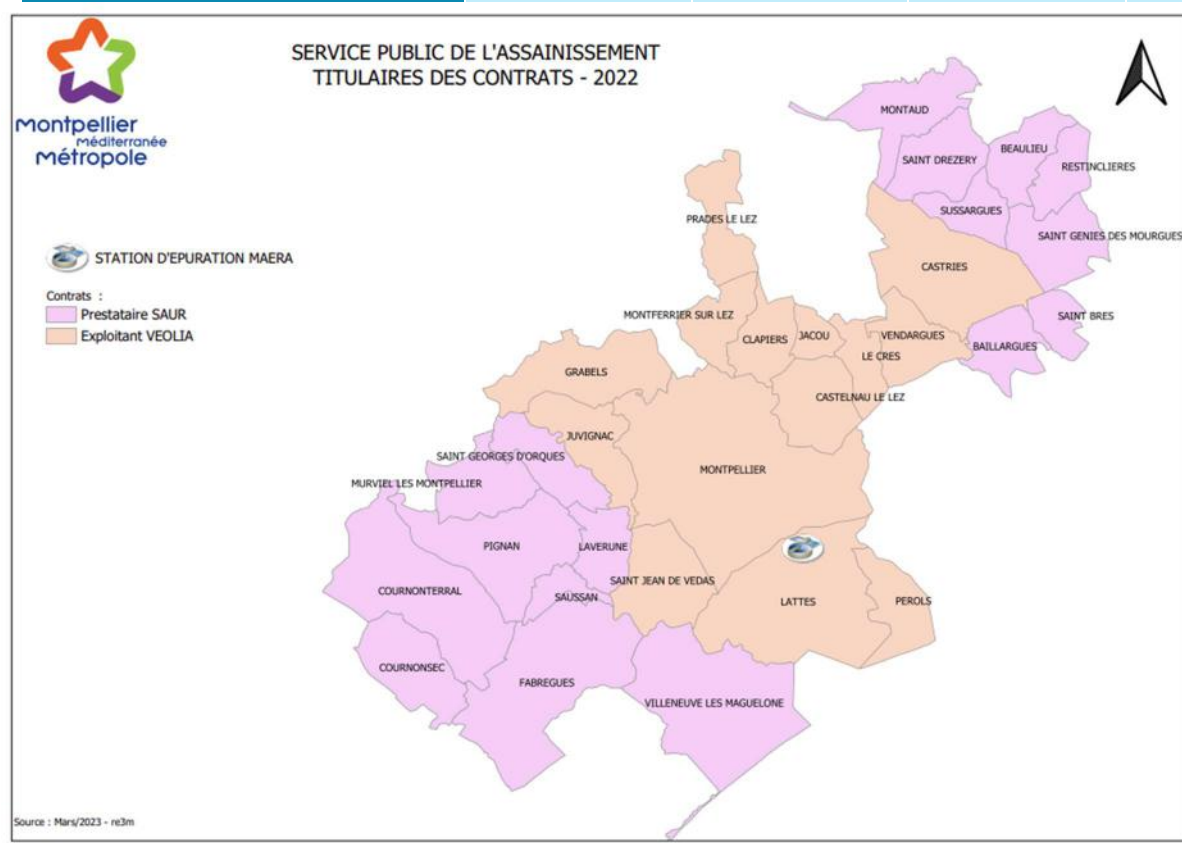 SERVICE PUBLIC DE L'ASSAINISSEMENT
TITULAIRES DES CONTRATS - 2022
montpellier
méditerranée
métropole
STATION D'EPURATION MAERA
Contrats :
Prestataire SAUR
Exploitant VEOLIA
MONTAUD
SAINT DREZERY
BEAULIEU
RESTINCLIERES
SUSSARGUES
SAINT GENIES DES MOURGUES
PRADES LE LEZ
CASTRIES
MONTFERRIER SUR LEZ
SAINT BRES
CLAPIERS
JACOU
VENDARGUES
BAILLARGUES
LE CRES
GRABELS
CASTELNAU LE LEZ
JUVIGNAC
SAINT GEORGES D'ORQUES
MONTPELLIER
MURVIEL LES MONTPELLIER
PIGNAN
LAVERUNE
SAINT JEAN DE VEDAS
COURNONTERRAL
SAUSSAN
LATTES
PEROLS
COURNONSEC
FABREGUES
VILLENEUVE LES MAGUELONE
Source : Mars/2023 - re3m